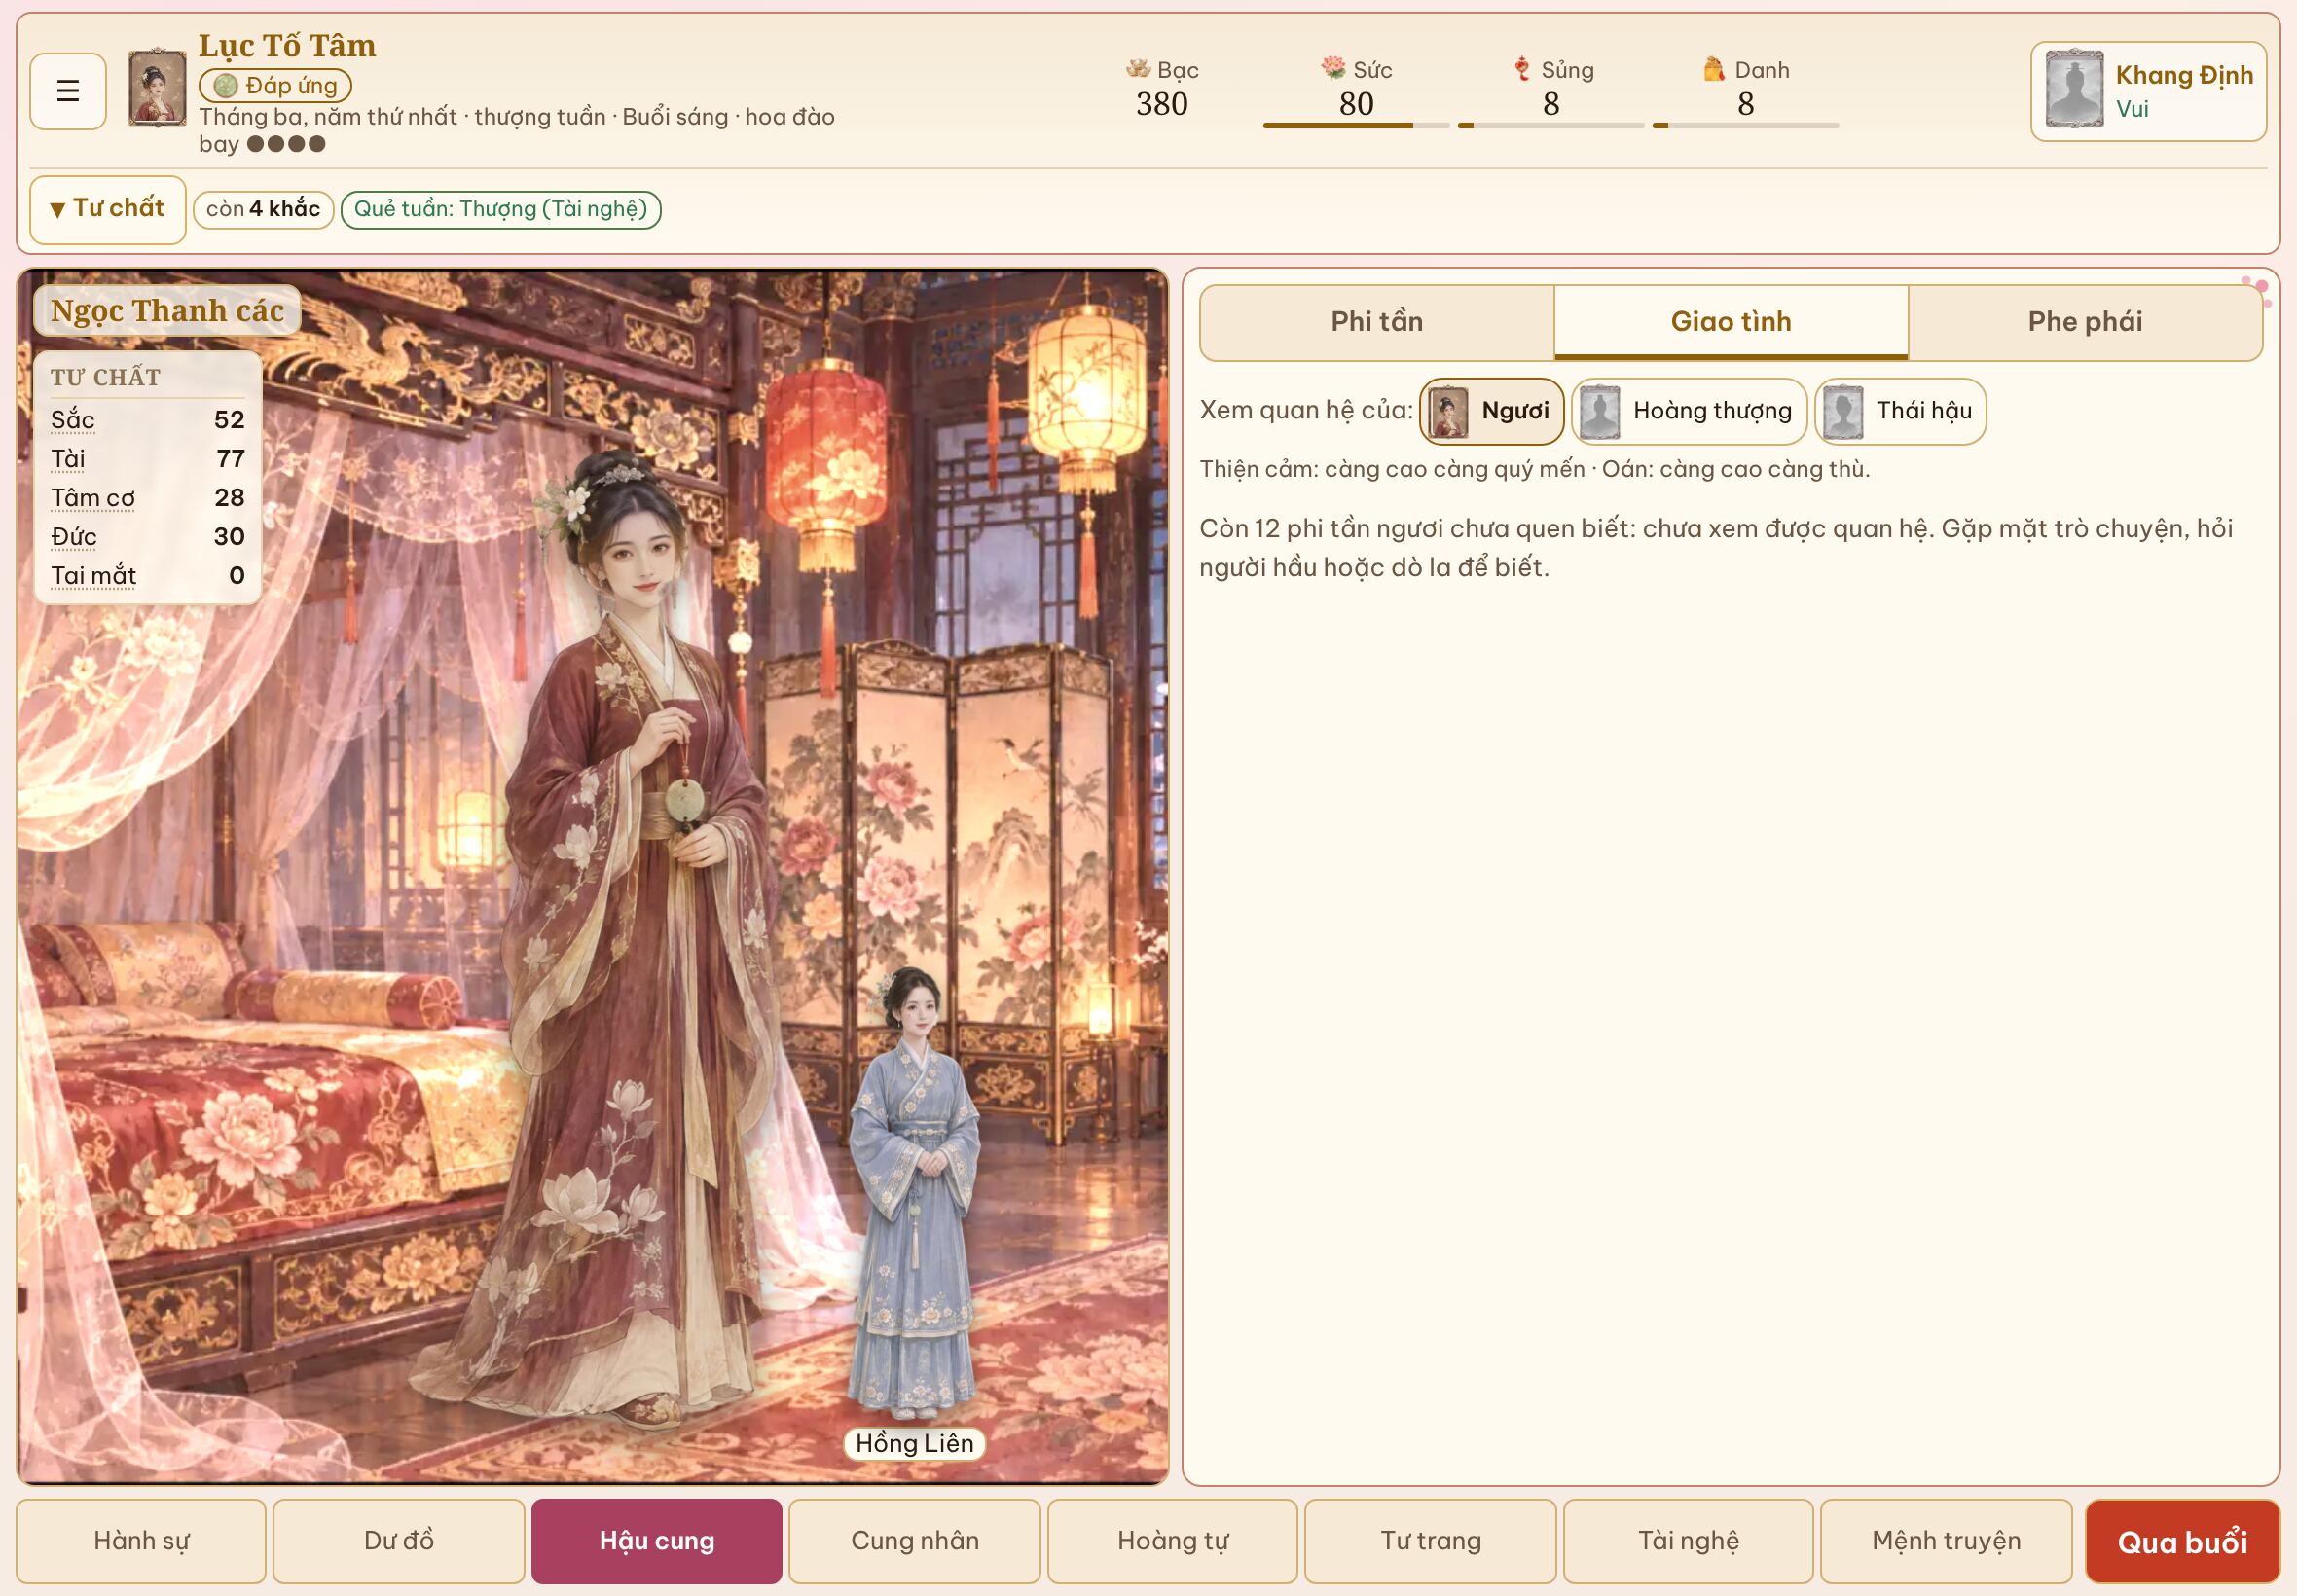 Lục Tố Tâm
Đáp ứng
Tháng ba, năm thứ nhất · thượng tuần · Buổi sáng · hoa đào
bay ●●●●
Bạc
380
Sức
80
Sủng
8
Danh
8
Khang Định
Vui
▼ Tư chất
còn 4 khắc
Quẻ tuần: Thượng (Tài nghệ)
Ngọc Thanh các
TƯ CHẤT
Sắc 52
Tài 77
Tâm cơ 28
Đức 30
Tai mắt 0
Hồng Liên
Phi tần
Giao tình
Phe phái
Xem quan hệ của: Ngươi Hoàng thượng Thái hậu
Thiện cảm: càng cao càng quý mến · Oán: càng cao càng thù.
Còn 12 phi tần ngươi chưa quen biết: chưa xem được quan hệ. Gặp mặt trò chuyện, hỏi
người hầu hoặc dò la để biết.
Hành sự
Dư đồ
Hậu cung
Cung nhân
Hoàng tự
Tư trang
Tài nghệ
Mệnh truyện
Qua buổi